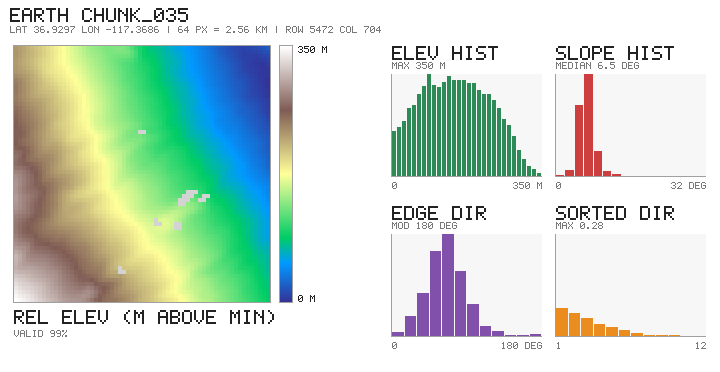 EARTH CHUNK_035
LAT 36.9297 LON -117.3686 | 64 PX = 2.56 KM | ROW 5472 COL 704
350 M
0 M
REL ELEV (M ABOVE MIN)
VALID 99%
ELEV HIST
MAX 350 M
0 350 M
SLOPE HIST
MEDIAN 6.5 DEG
0 32 DEG
EDGE DIR
MOD 180 DEG
0 180 DEG
SORTED DIR
MAX 0.28
1 12